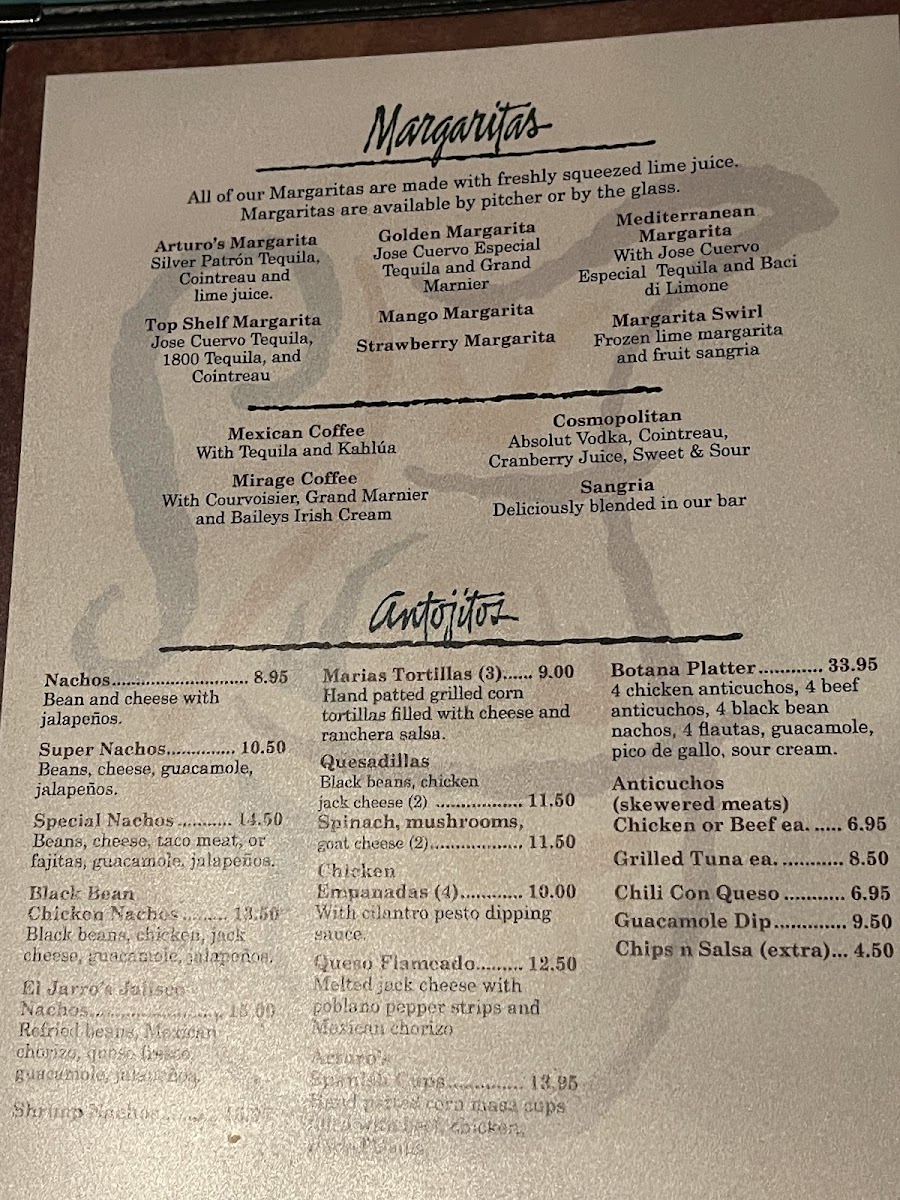 Margaritas
All of our Margaritas are made with freshly squeezed lime juice.
Margaritas are available by pitcher or by the glass.
Arturo's Margarita
Silver Patrón Tequila,
Cointreau and
lime juice.
Top Shelf Margarita
Jose Cuervo Tequila,
1800 Tequila, and
Cointreau
Golden Margarita
Jose Cuervo Especial
Tequila and Grand
Marnier
Mango Margarita
Strawberry Margarita
Mediterranean
Margarita
With Jose Cuervo
Especial Tequila and Baci
di Limone
Margarita Swirl
Frozen lime margarita
and fruit sangria
Mexican Coffee
With Tequila and Kahlúa
Mirage Coffee
With Courvoisier, Grand Marnier
and Baileys Irish Cream
Cosmopolitan
Absolut Vodka, Cointreau,
Cranberry Juice, Sweet & Sour
Sangria
Deliciously blended in our bar
Antojitos
Nachos.......................... 8.95
Bean and cheese with
jalapeños.
Super Nachos.............. 10.50
Beans, cheese, guacamole,
jalapeños.
Special Nachos .......... 14.50
Beans, cheese, taco meat, or
fajitas, guacamole, jalapeños.
Black Bean
Chicken Nachos ........ 13.50
Black beans, chicken, jack
cheese, guacamole, jalapeños.
El Jarro's Jalisco
Nachos......................... 15.00
Refried beans, Mexican
chorizo, queso fresco,
guacamole, jalapeños.
Shrimp Nachos
Marias Tortillas (3)...... 9.00
Hand patted grilled corn
tortillas filled with cheese and
ranchera salsa.
Quesadillas
Black beans, chicken
jack cheese (2) ................. 11.50
Spinach, mushrooms,
goat cheese (2).................. 11.50
Chicken
Empanadas (4)............ 10.00
With cilantro pesto dipping
sauce.
Queso Flameado......... 12.50
Melted jack cheese with
poblano pepper strips and
Mexican chorizo
Arturo's
Spanish Cups.............. 13.95
Hand patted corn masa cups
filled with beef, chicken,
Botana Platter............ 33.95
4 chicken anticuchos, 4 beef
anticuchos, 4 black bean
nachos, 4 flautas, guacamole,
pico de gallo, sour cream.
Anticuchos
(skewered meats)
Chicken or Beef ea. ..... 6.95
Grilled Tuna ea. ........... 8.50
Chili Con Queso ............ 6.95
Guacamole Dip............. 9.50
Chips n Salsa (extra)... 4.50